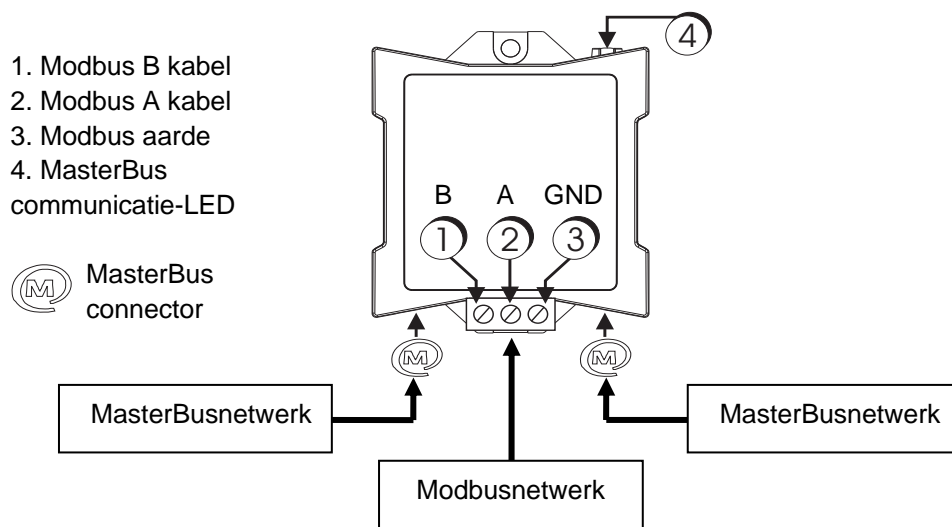 1. Modbus B kabel
2. Modbus A kabel
3. Modbus aarde
4. MasterBus
communicatie-LED
M MasterBus
connector
4
B A GND
1 2 3
M M
MasterBusnetwerk
MasterBusnetwerk
Modbusnetwerk